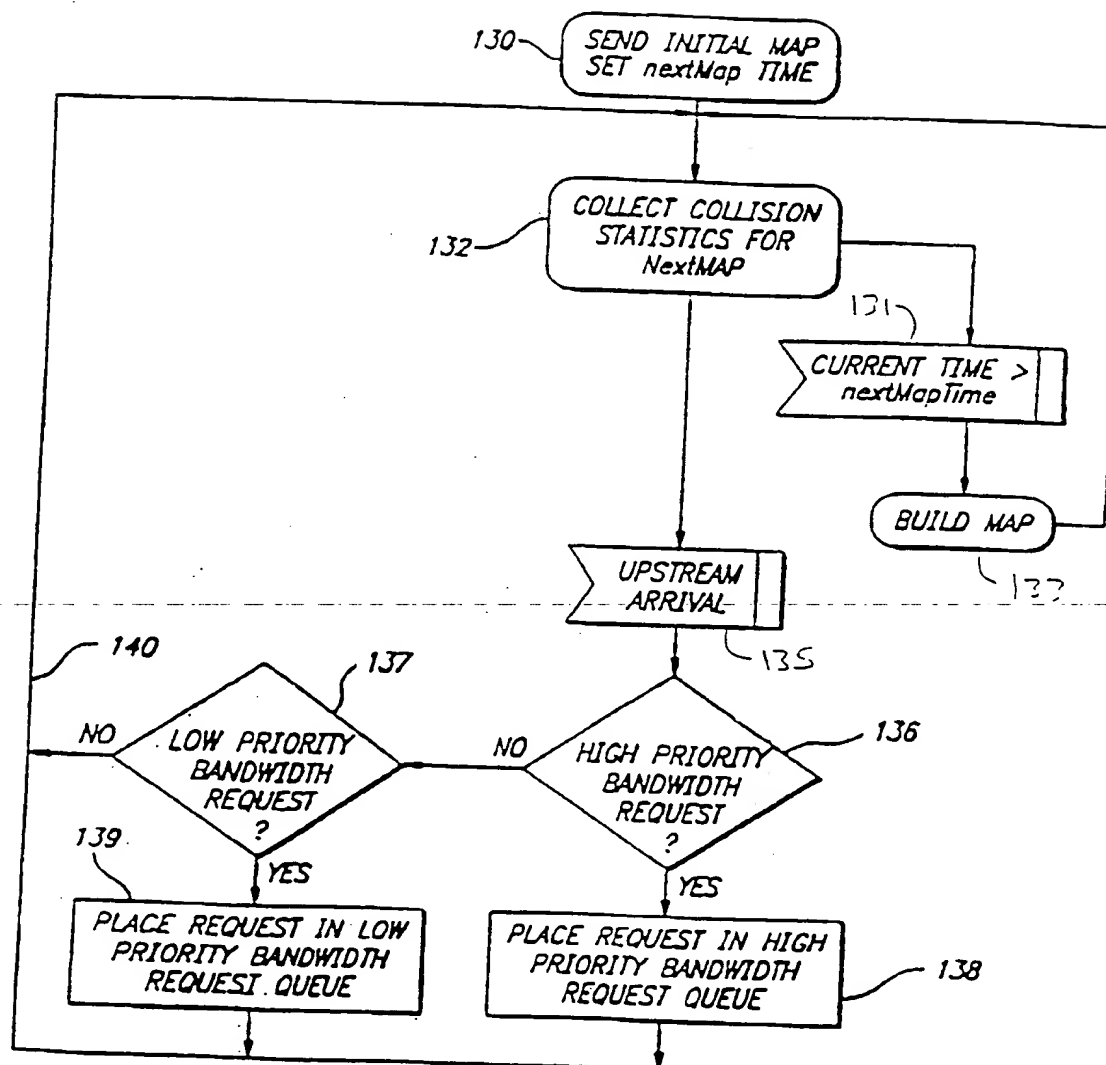 130
SEND INITIAL MAP
SET nextMap TIME
132
COLLECT COLLISION
STATISTICS FOR
NextMAP
131
CURRENT TIME >
nextMapTime
BUILD MAP
133
UPSTREAM
ARRIVAL
135
140
137
136
NO
LOW PRIORITY
BANDWIDTH
REQUEST
?
NO
HIGH PRIORITY
BANDWIDTH
REQUEST
?
139
YES
YES
PLACE REQUEST IN LOW
PRIORITY BANDWIDTH
REQUEST QUEUE
PLACE REQUEST IN HIGH
PRIORITY BANDWIDTH
REQUEST QUEUE
138